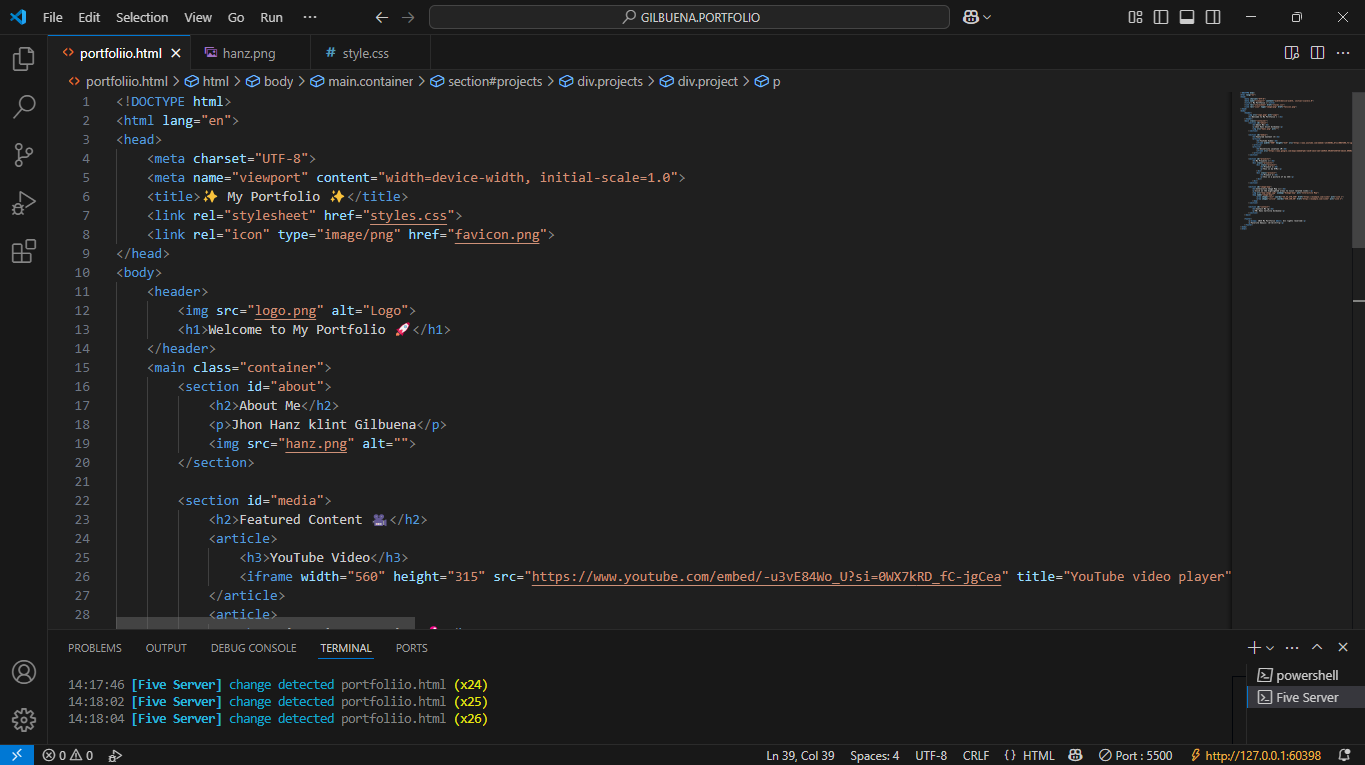 File Edit Selection View Go Run ···
GILBUENA.PORTFOLIO
portfoliio.html
hanz.png
# style.css
portfoliio.html > html > body > main.container > section#projects > div.projects > div.project > p
1 <!DOCTYPE html>
2 <html lang="en">
3 <head>
4 <meta charset="UTF-8">
5 <meta name="viewport" content="width=device-width, initial-scale=1.0">
6 <title>✨ My Portfolio ✨</title>
7 <link rel="stylesheet" href="styles.css">
8 <link rel="icon" type="image/png" href="favicon.png">
9 </head>
10 <body>
11 <header>
12 <img src="logo.png" alt="Logo">
13 <h1>Welcome to My Portfolio 🚀</h1>
14 </header>
15 <main class="container">
16 <section id="about">
17 <h2>About Me</h2>
18 <p>Jhon Hanz klint Gilbuena</p>
19 <img src="hanz.png" alt="">
20 </section>
21
22 <section id="media">
23 <h2>Featured Content 🎥</h2>
24 <article>
25 <h3>YouTube Video</h3>
26 <iframe width="560" height="315" src="https://www.youtube.com/embed/-u3vE84Wo_U?si=0WX7kRD_fC-jgCea" title="YouTube video player"
27 </article>
28 <article>
PROBLEMS OUTPUT DEBUG CONSOLE TERMINAL PORTS
14:17:46 [Five Server] change detected portfoliio.html (x24)
14:18:02 [Five Server] change detected portfoliio.html (x25)
14:18:04 [Five Server] change detected portfoliio.html (x26)
powershell
Five Server
0 0
Ln 39, Col 39 Spaces: 4 UTF-8 CRLF {} HTML Port : 5500 http://127.0.0.1:60398